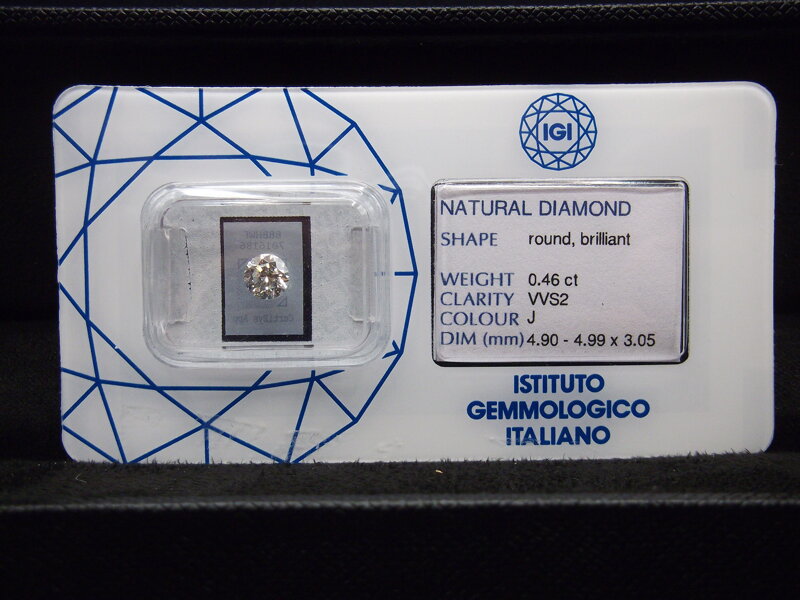 IGI
NATURAL DIAMOND
SHAPE round, brilliant
WEIGHT 0.46 ct
CLARITY VVS2
COLOUR J
DIM (mm) 4.90 - 4.99 x 3.05
ISTITUTO
GEMMOLOGICO
ITALIANO